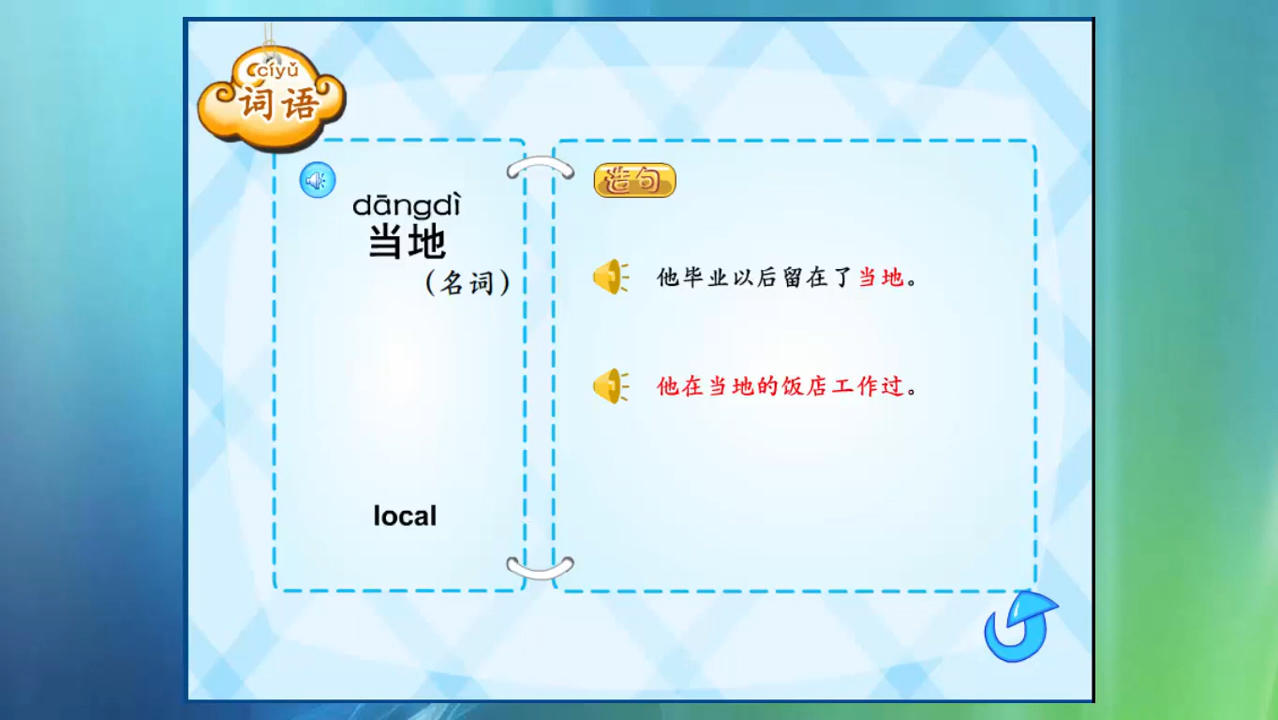 cíyǔ
词语
dāngdì
当地
（名词）
local
造句
他毕业以后留在了当地。
他在当地的饭店工作过。